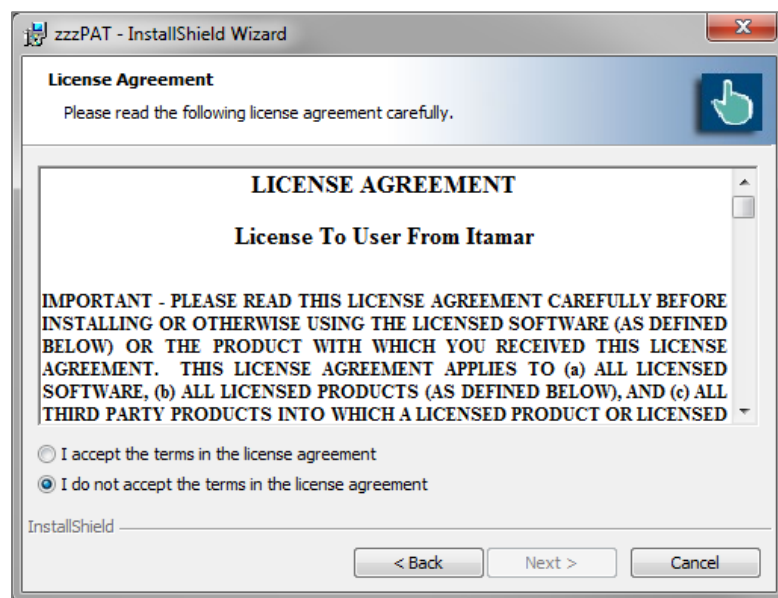 zzzPAT - InstallShield Wizard
License Agreement
Please read the following license agreement carefully.
LICENSE AGREEMENT
License To User From Itamar
IMPORTANT - PLEASE READ THIS LICENSE AGREEMENT CAREFULLY BEFORE
INSTALLING OR OTHERWISE USING THE LICENSED SOFTWARE (AS DEFINED
BELOW) OR THE PRODUCT WITH WHICH YOU RECEIVED THIS LICENSE
AGREEMENT. THIS LICENSE AGREEMENT APPLIES TO (a) ALL LICENSED
SOFTWARE, (b) ALL LICENSED PRODUCTS (AS DEFINED BELOW), AND (c) ALL
THIRD PARTY PRODUCTS INTO WHICH A LICENSED PRODUCT OR LICENSED
I accept the terms in the license agreement
I do not accept the terms in the license agreement
InstallShield
< Back Next > Cancel